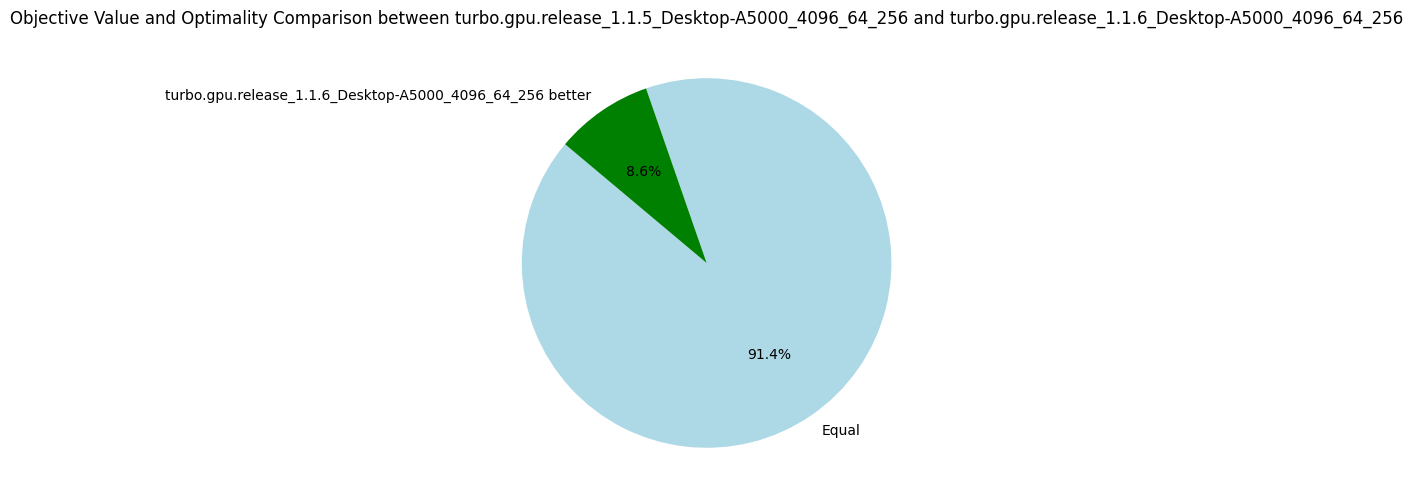 Objective Value and Optimality Comparison between turbo.gpu.release_1.1.5_Desktop-A5000_4096_64_256 and turbo.gpu.release_1.1.6_Desktop-A5000_4096_64_256
turbo.gpu.release_1.1.6_Desktop-A5000_4096_64_256 better
8.6%
91.4%
Equal